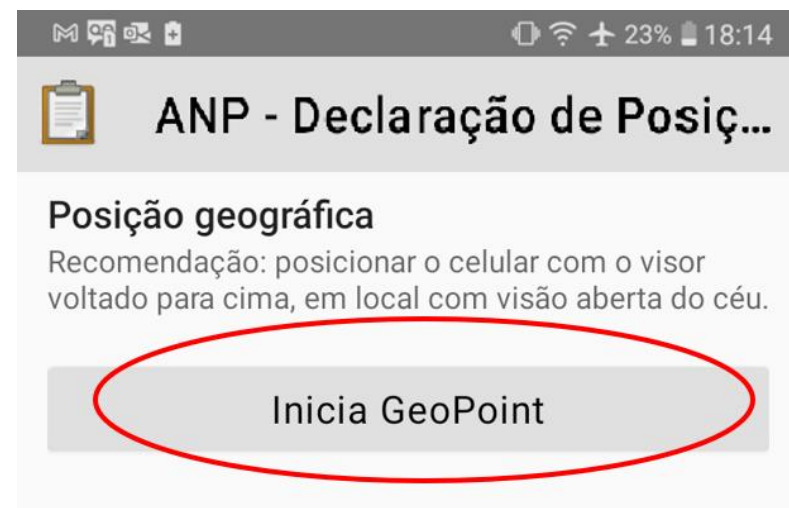 23% 18:14
ANP - Declaração de Posiç...
Posição geográfica
Recomendação: posicionar o celular com o visor
voltado para cima, em local com visão aberta do céu.
Inicia GeoPoint